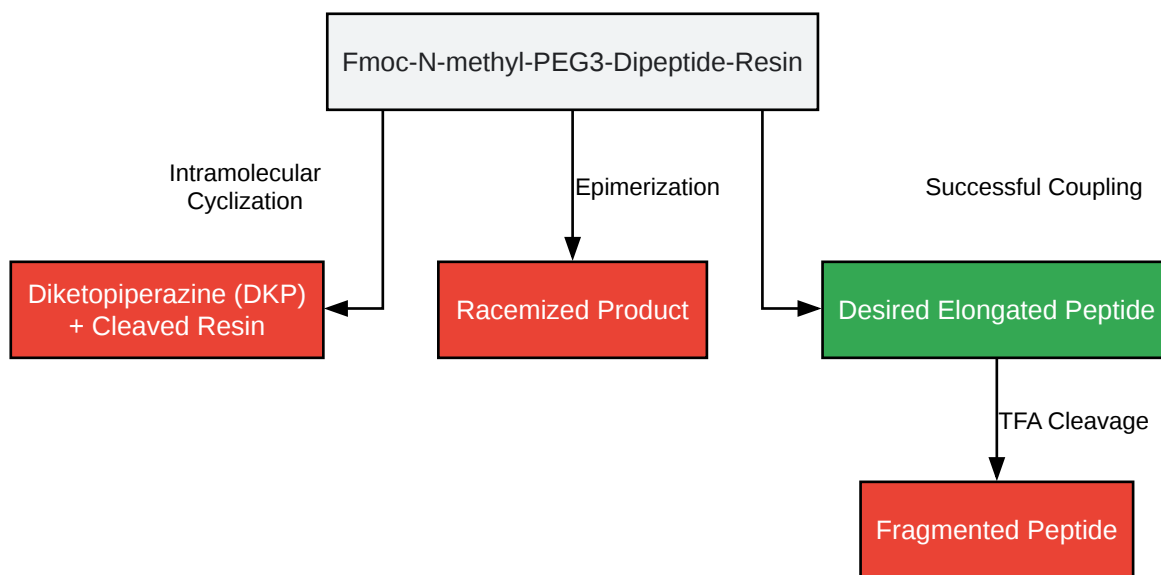 Fmoc-N-methyl-PEG3-Dipeptide-Resin
Intramolecular
Cyclization
Epimerization
Successful Coupling
Diketopiperazine (DKP)
+ Cleaved Resin
Racemized Product
Desired Elongated Peptide
TFA Cleavage
Fragmented Peptide